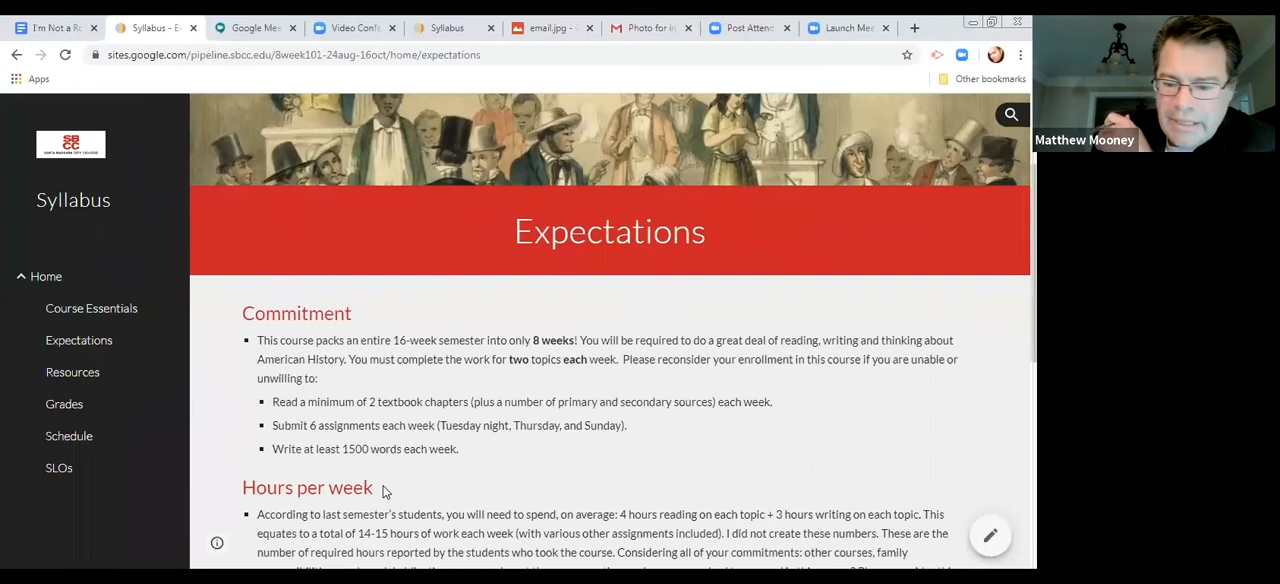 I'm Not a Ro
Syllabus - E
Google Mee
Video Confe
Syllabus
email.jpg -
Photo for in
Post Attend
Launch Mee
sites.google.com/pipeline.sbcc.edu/8week101-24aug-16oct/home/expectations
Apps
Other bookmarks
SB
CC
SANTA BARBARA CITY COLLEGE
Syllabus
Home
Course Essentials
Expectations
Resources
Grades
Schedule
SLOs
Expectations
Commitment
This course packs an entire 16-week semester into only 8 weeks! You will be required to do a great deal of reading, writing and thinking about
American History. You must complete the work for two topics each week. Please reconsider your enrollment in this course if you are unable or
unwilling to:
Read a minimum of 2 textbook chapters (plus a number of primary and secondary sources) each week.
Submit 6 assignments each week (Tuesday night, Thursday, and Sunday).
Write at least 1500 words each week.
Hours per week
According to last semester's students, you will need to spend, on average: 4 hours reading on each topic + 3 hours writing on each topic. This
equates to a total of 14-15 hours of work each week (with various other assignments included). I did not create these numbers. These are the
number of required hours reported by the students who took the course. Considering all of your commitments: other courses, family
Matthew Mooney